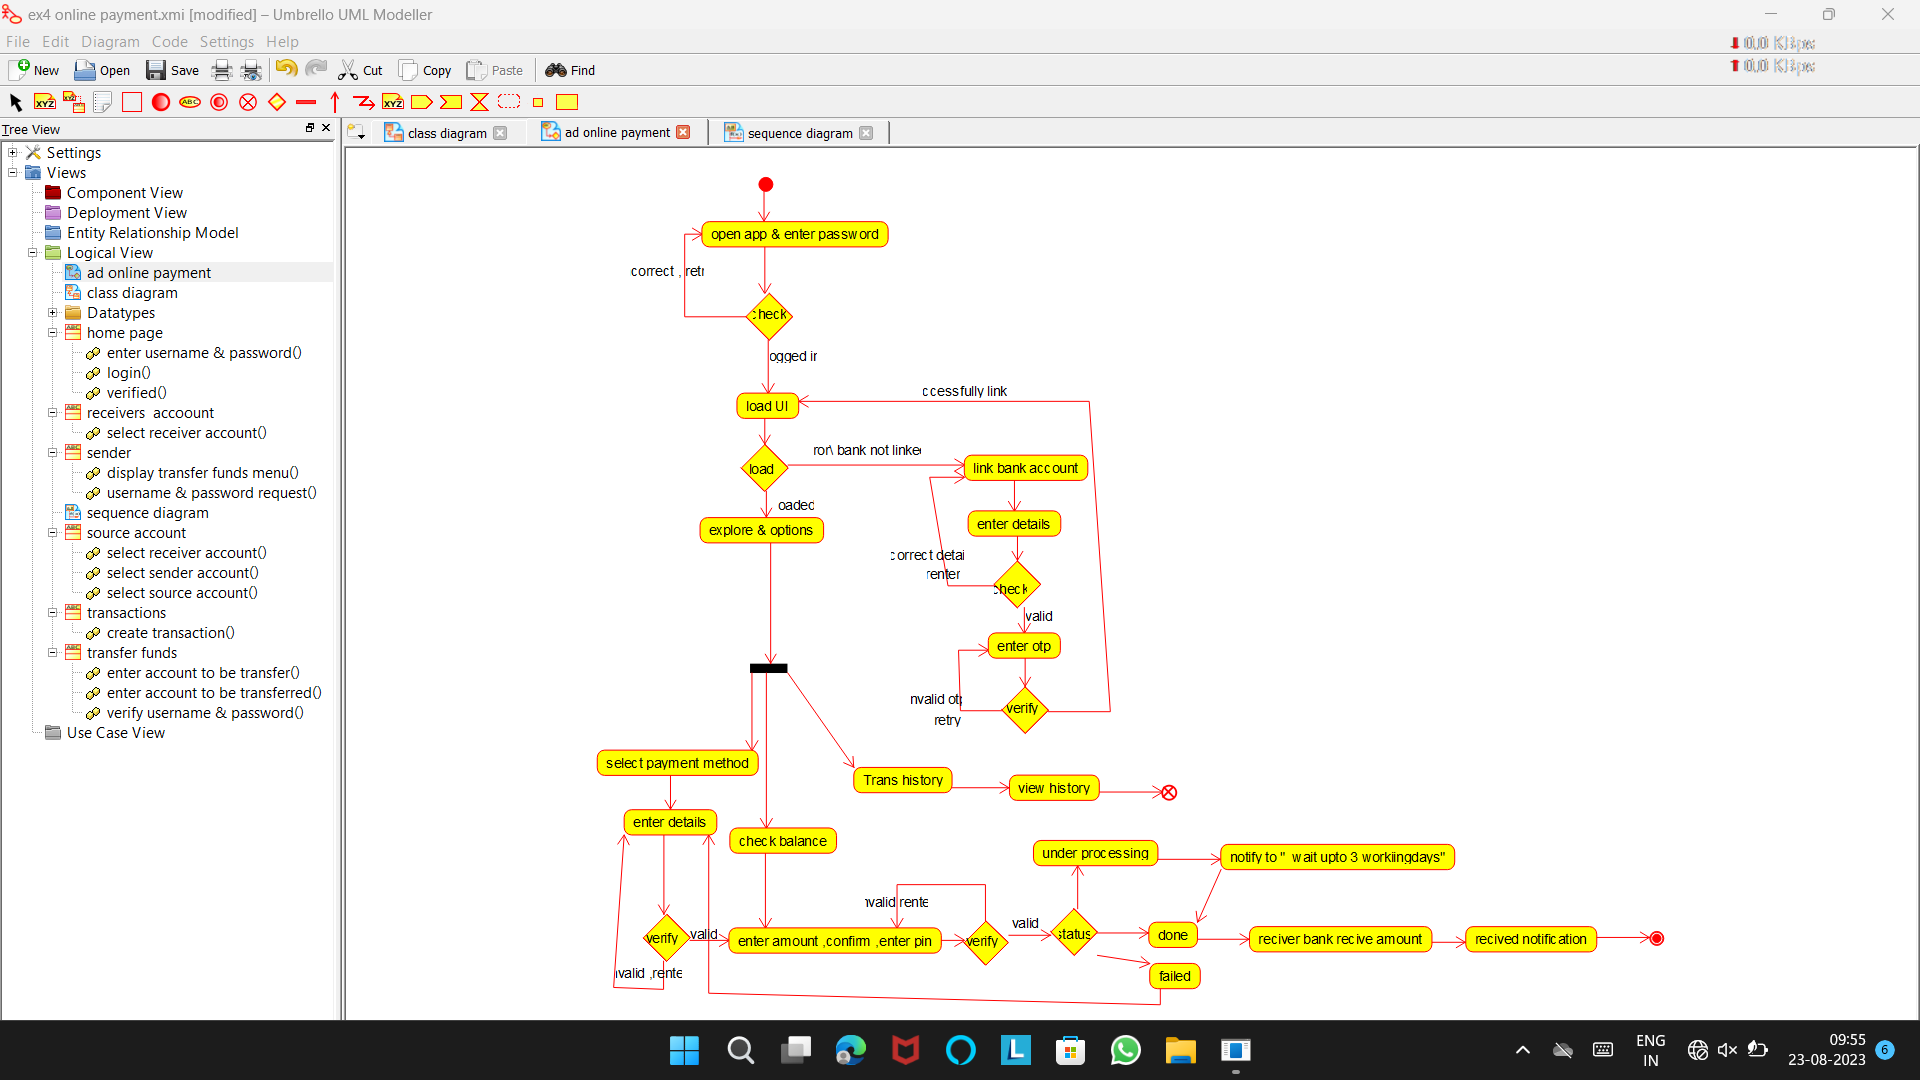 ex4 online payment.xmi [modified] – Umbrello UML Modeller
File Edit Diagram Code Settings Help
0.0 KBps
0.0 KBps
New Open Save Cut Copy Paste Find
XYZ ABC XYZ
Tree View
class diagram
ad online payment
sequence diagram
Settings
Views
Component View
Deployment View
Entity Relationship Model
Logical View
ad online payment
class diagram
Datatypes
home page
enter username & password()
login()
verified()
receivers accoount
select receiver account()
sender
display transfer funds menu()
username & password request()
sequence diagram
source account
select receiver account()
select sender account()
select source account()
transactions
create transaction()
transfer funds
enter account to be transfer()
enter account to be transferred()
verify username & password()
Use Case View
open app & enter password
correct , retr
check
ogged in
ccessfully link
load UI
ror\ bank not linked
load
link bank account
oaded
explore & options
enter details
correct detai
renter
check
valid
enter otp
nvalid otp
retry
verify
select payment method
Trans history
view history
enter details
check balance
under processing
notify to " wait upto 3 workiingdays"
nvalid rente
valid
verify
valid
enter amount ,confirm ,enter pin
verify
status
done
reciver bank recive amount
recived notification
nvalid ,rente
failed
ENG
IN
09:55
23-08-2023
6